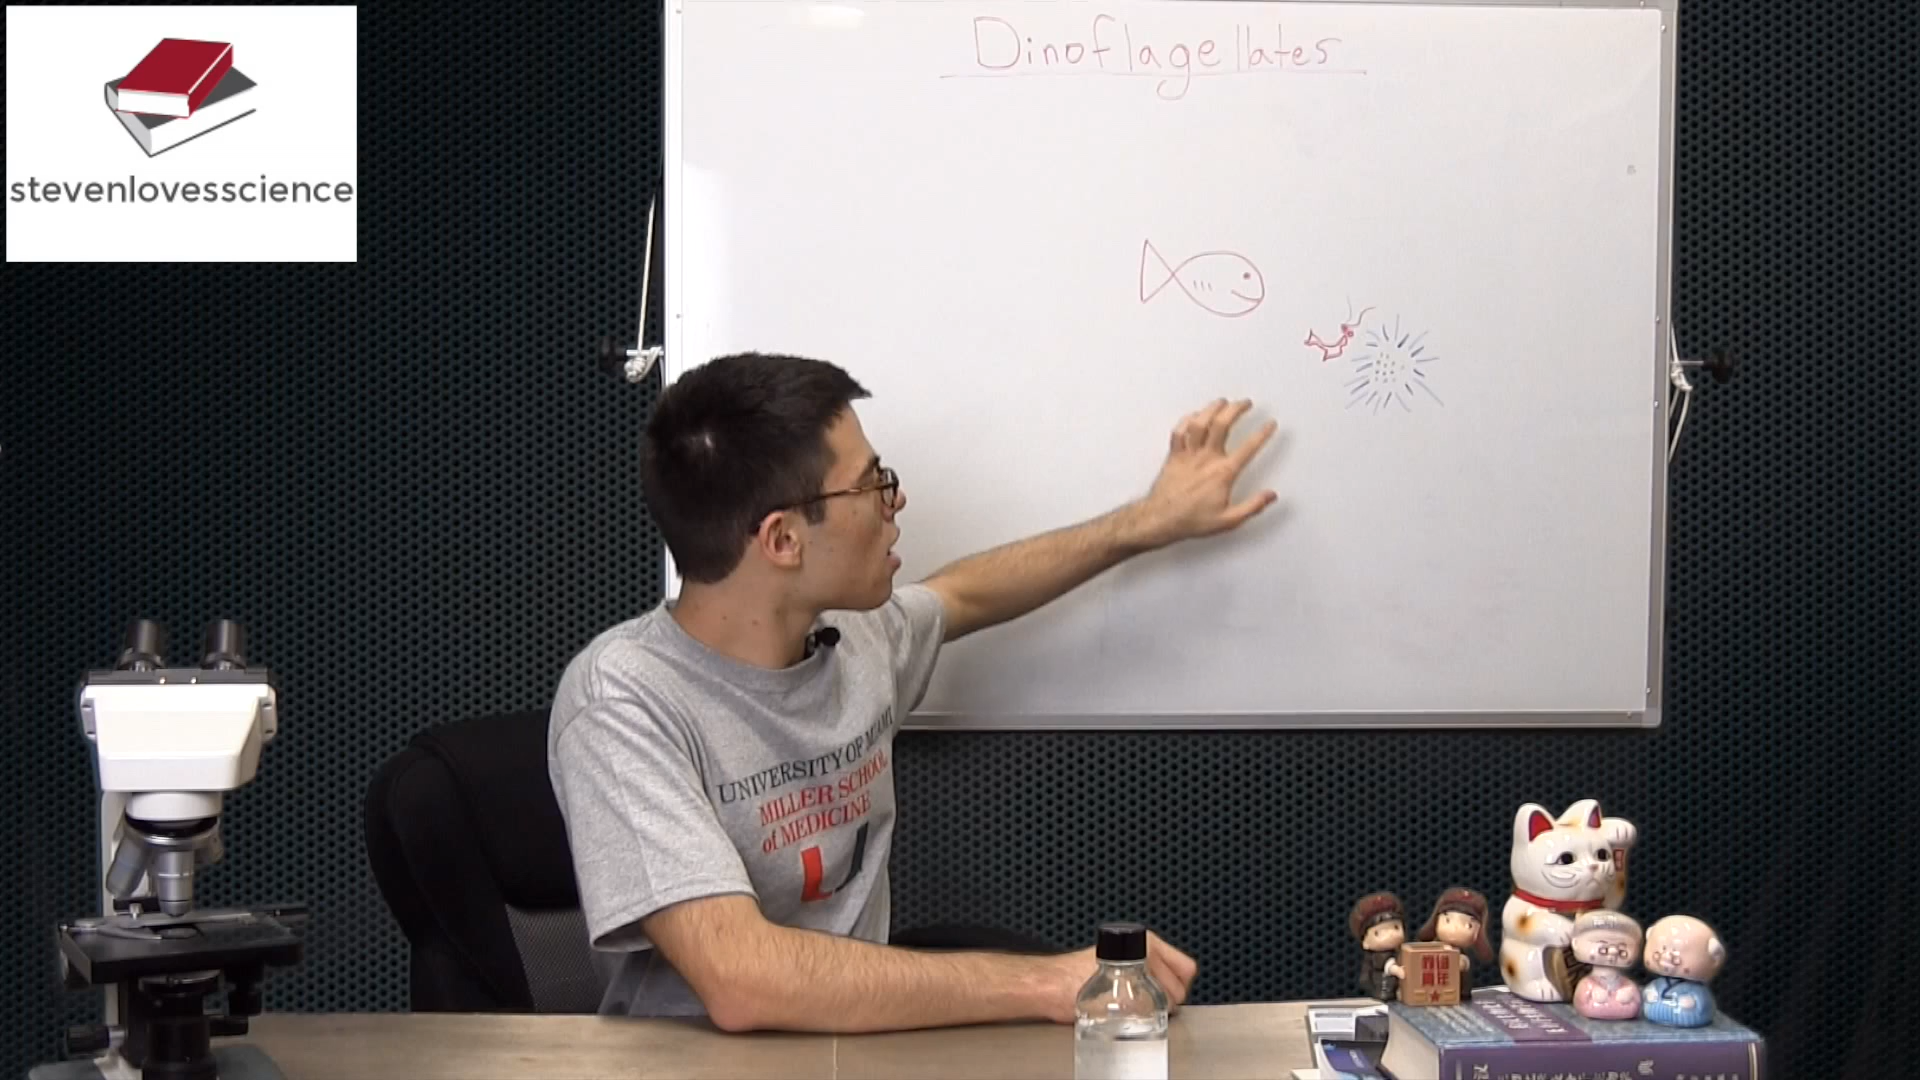 stevenlovesscience
Dinoflagellates
UNIVERSITY OF MIAMI
MILLER SCHOOL
of MEDICINE
U